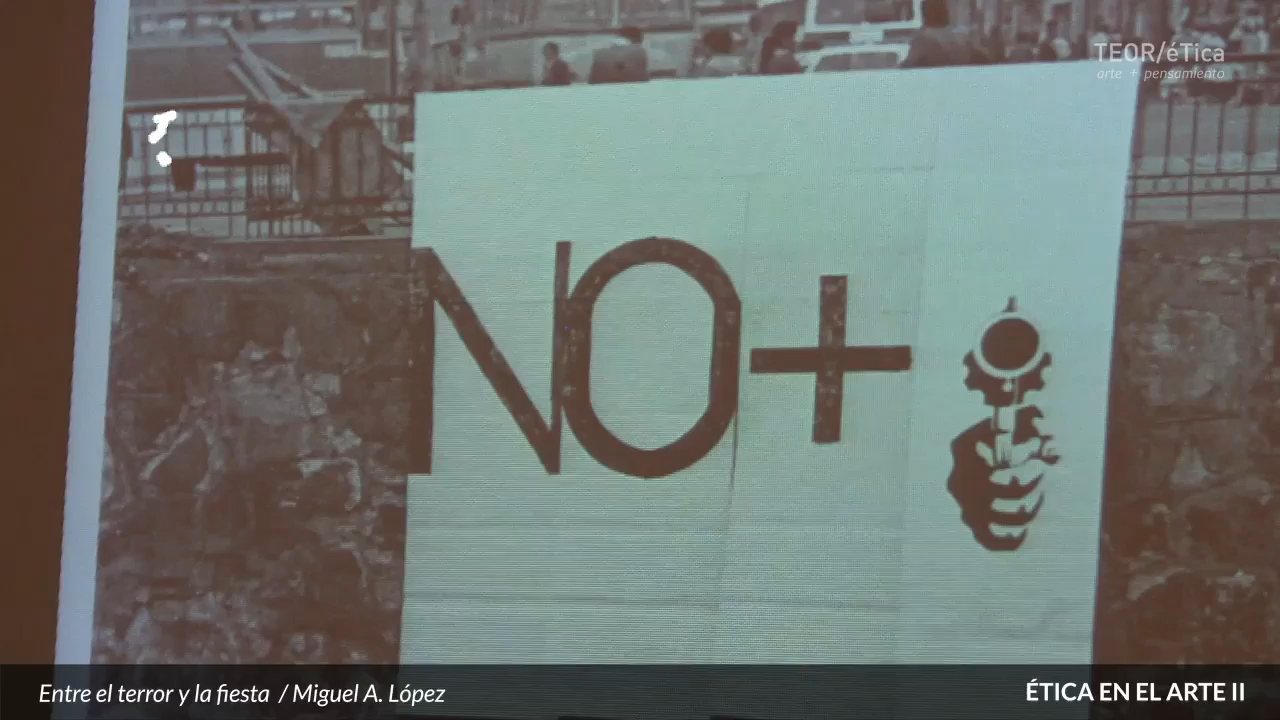 TEOR/éTica
arte + pensamiento
NO+
Entre el terror y la fiesta / Miguel A. López
ÉTICA EN EL ARTE II